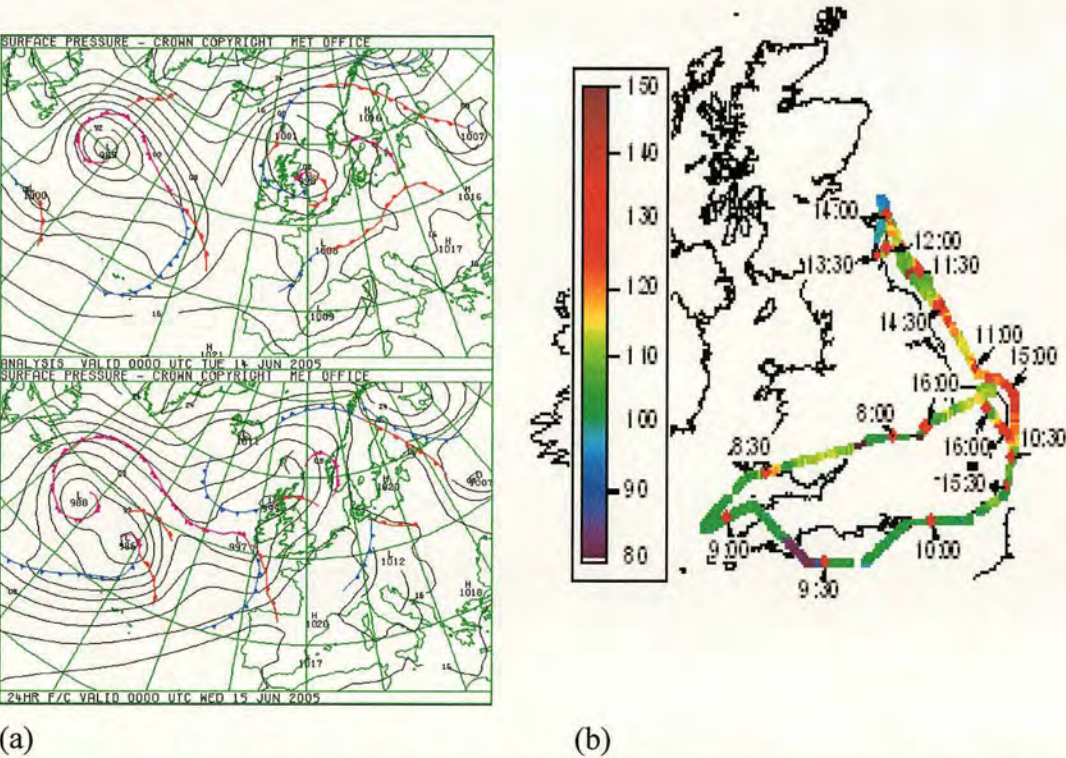 SURFACE PRESSURE - CROWN COPYRIGHT MET OFFICE
H
1016
L
1001
L
1007
L
1000
H
1016
H
1017
L
1008
L
1009
H
1021
15
ANALYSIS VALID 0000 UTC TUE 14 JUN 2005
SURFACE PRESSURE - CROWN COPYRIGHT MET OFFICE
1011
L
988
H
1020
997
L
1012
H
1018
H
1020
1017
15
24HR F/C VALID 0000 UTC WED 15 JUN 2005
(a)
150
140
130
120
110
100
90
80
14:00
12:00
13:30
11:30
14:30
11:00
15:00
16:00
8:00
8:30
16:00
10:30
15:30
9:00
10:00
9:30
(b)